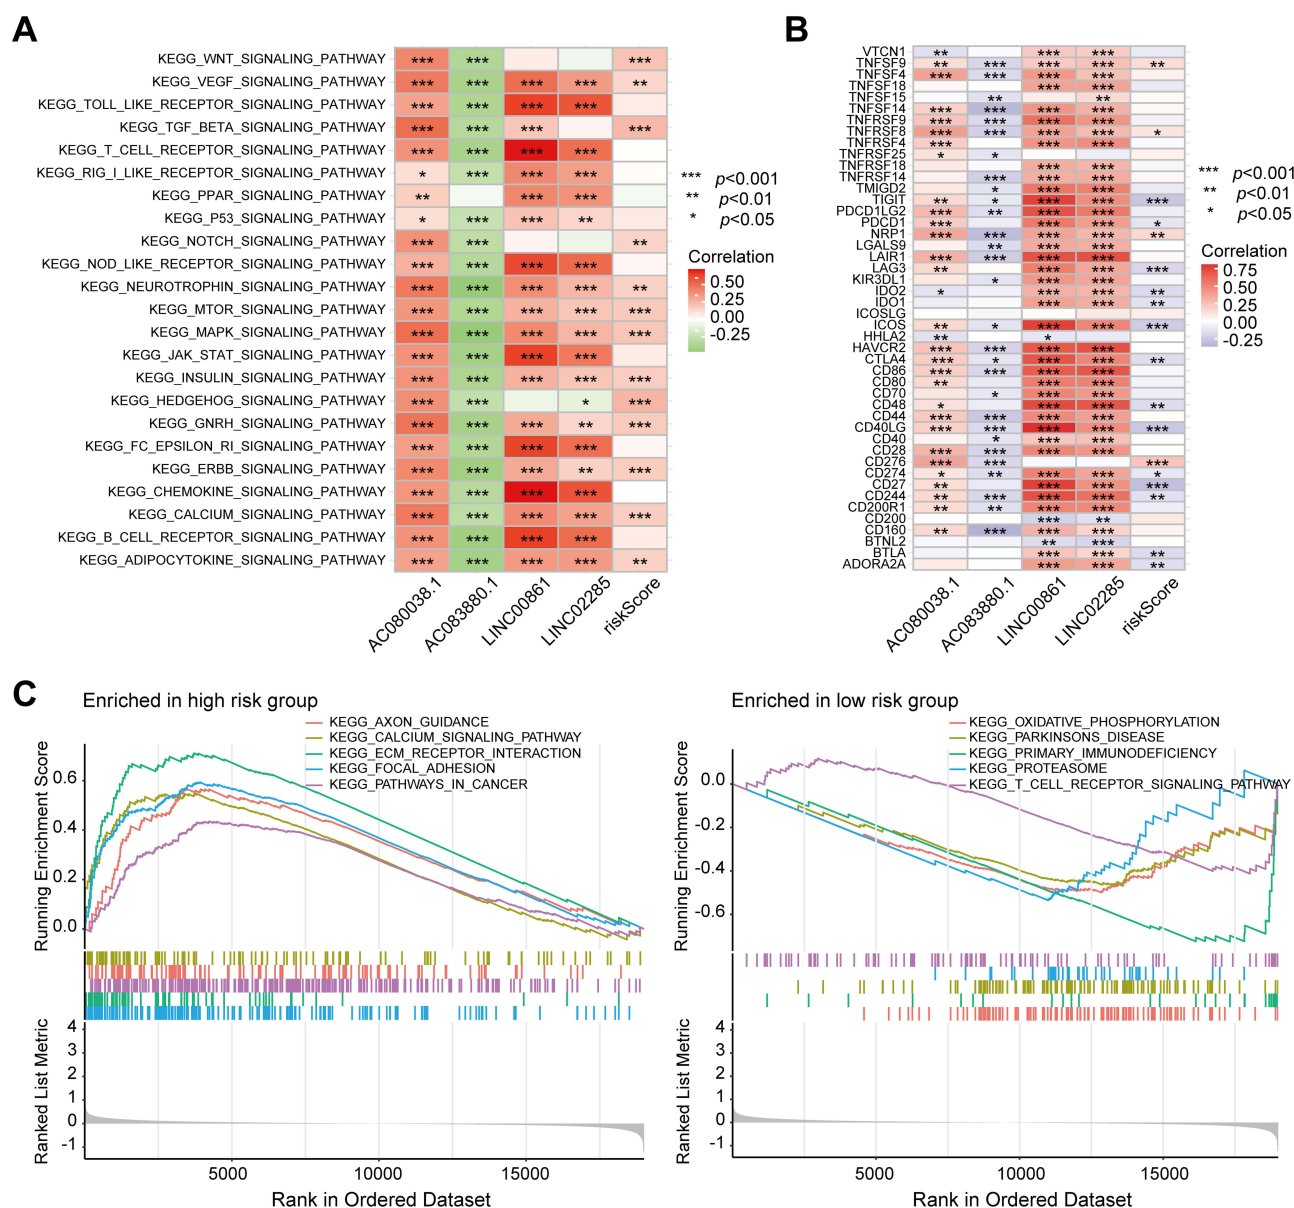 A
KEGG_WNT_SIGNALING_PATHWAY *** *** ***
KEGG_VEGF_SIGNALING_PATHWAY *** *** *** *** **
KEGG_TOLL_LIKE_RECEPTOR_SIGNALING_PATHWAY *** *** *** ***
KEGG_TGF_BETA_SIGNALING_PATHWAY *** *** *** ***
KEGG_T_CELL_RECEPTOR_SIGNALING_PATHWAY *** *** *** ***
KEGG_RIG_I_LIKE_RECEPTOR_SIGNALING_PATHWAY * *** *** ***
KEGG_PPAR_SIGNALING_PATHWAY ** *** ***
KEGG_P53_SIGNALING_PATHWAY * *** *** **
KEGG_NOTCH_SIGNALING_PATHWAY *** *** **
KEGG_NOD_LIKE_RECEPTOR_SIGNALING_PATHWAY *** *** *** ***
KEGG_NEUROTROPHIN_SIGNALING_PATHWAY *** *** *** *** **
KEGG_MTOR_SIGNALING_PATHWAY *** *** *** *** ***
KEGG_MAPK_SIGNALING_PATHWAY *** *** *** *** ***
KEGG_JAK_STAT_SIGNALING_PATHWAY *** *** *** ***
KEGG_INSULIN_SIGNALING_PATHWAY *** *** *** *** ***
KEGG_HEDGEHOG_SIGNALING_PATHWAY *** *** * ***
KEGG_GNRH_SIGNALING_PATHWAY *** *** *** ** ***
KEGG_FC_EPSILON_RI_SIGNALING_PATHWAY *** *** *** ***
KEGG_ERBB_SIGNALING_PATHWAY *** *** *** ** ***
KEGG_CHEMOKINE_SIGNALING_PATHWAY *** *** *** ***
KEGG_CALCIUM_SIGNALING_PATHWAY *** *** *** *** ***
KEGG_B_CELL_RECEPTOR_SIGNALING_PATHWAY *** *** *** ***
KEGG_ADIPOCYTOKINE_SIGNALING_PATHWAY *** *** *** *** **
AC080038.1
AC083880.1
LINC00861
LINC02285
riskScore
*** p<0.001
** p<0.01
* p<0.05
Correlation
0.50
0.25
0.00
-0.25
B
VTCN1 ** *** ***
TNFSF9 ** *** *** *** **
TNFSF4 *** *** *** ***
TNFSF18 *** ***
TNFSF15 ** **
TNFSF14 *** *** *** ***
TNFRSF9 *** *** *** ***
TNFRSF8 *** *** *** *** *
TNFRSF4 *** *** ***
TNFRSF25 * *
TNFRSF18 *** ***
TNFRSF14 *** *** ***
TMIGD2 * *** ***
TIGIT ** * *** *** ***
PDCD1LG2 *** ** *** ***
PDCD1 *** *** *** *
NRP1 *** *** *** *** **
LGALS9 ** *** ***
LAIR1 *** *** *** ***
LAG3 ** *** *** ***
KIR3DL1 * *** ***
IDO2 * *** *** **
IDO1 *** *** **
ICOSLG
ICOS ** * *** *** ***
HHLA2 ** *
HAVCR2 *** *** *** ***
CTLA4 *** * *** *** **
CD86 *** *** *** ***
CD80 ** *** ***
CD70 * *** ***
CD48 * *** *** **
CD44 *** *** *** ***
CD40LG *** *** *** *** ***
CD40 * *** ***
CD28 *** *** *** ***
CD276 *** *** ***
CD274 * ** *** *** *
CD27 ** *** *** ***
CD244 ** *** *** *** **
CD200R1 ** ** *** ***
CD200 *** **
CD160 ** *** *** ***
BTNL2 ** ***
BTLA *** *** **
ADORA2A *** *** **
AC080038.1
AC083880.1
LINC00861
LINC02285
riskScore
*** p<0.001
** p<0.01
* p<0.05
Correlation
0.75
0.50
0.25
0.00
-0.25
C
Enriched in high risk group
KEGG_AXON_GUIDANCE
KEGG_CALCIUM_SIGNALING_PATHWAY
KEGG_ECM_RECEPTOR_INTERACTION
KEGG_FOCAL_ADHESION
KEGG_PATHWAYS_IN_CANCER
Running Enrichment Score
0.6
0.4
0.2
0.0
Ranked List Metric
4
3
2
1
0
-1
5000 10000 15000
Rank in Ordered Dataset
Enriched in low risk group
KEGG_OXIDATIVE_PHOSPHORYLATION
KEGG_PARKINSONS_DISEASE
KEGG_PRIMARY_IMMUNODEFICIENCY
KEGG_PROTEASOME
KEGG_T_CELL_RECEPTOR_SIGNALING_PATHWAY
Running Enrichment Score
0.0
-0.2
-0.4
-0.6
Ranked List Metric
4
3
2
1
0
-1
5000 10000 15000
Rank in Ordered Dataset